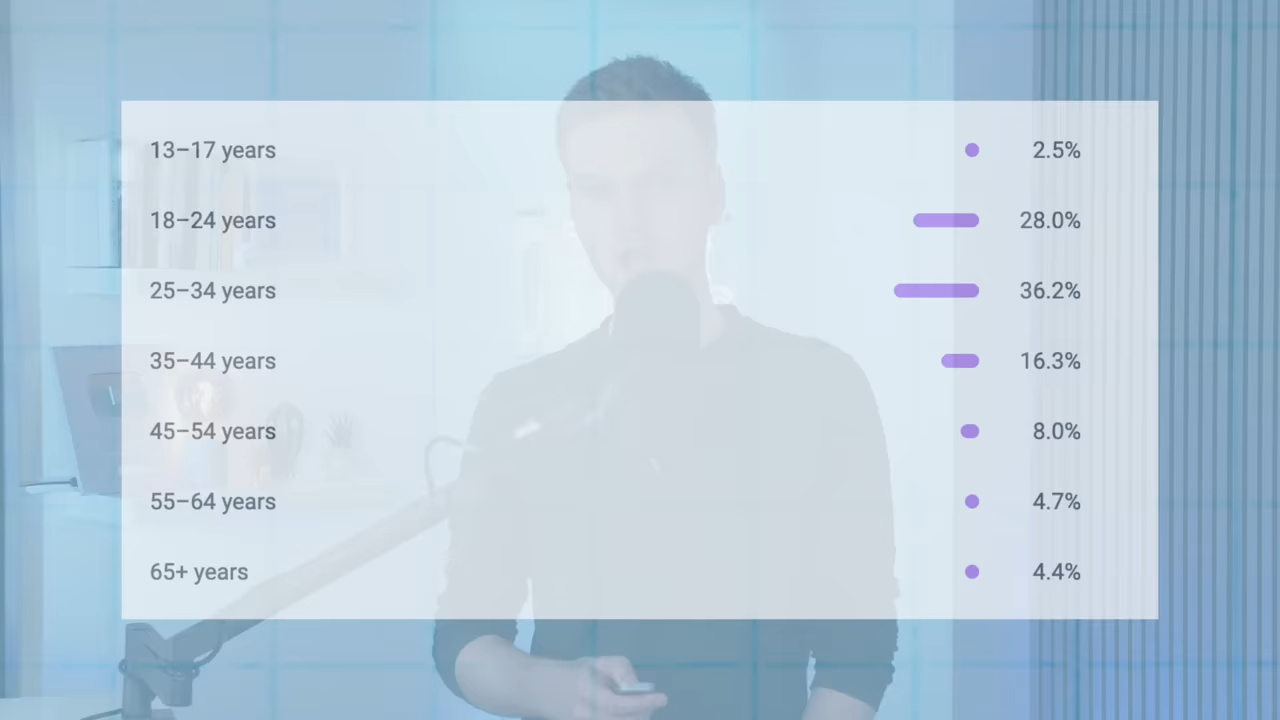 13–17 years 2.5%
18–24 years 28.0%
25–34 years 36.2%
35–44 years 16.3%
45–54 years 8.0%
55–64 years 4.7%
65+ years 4.4%